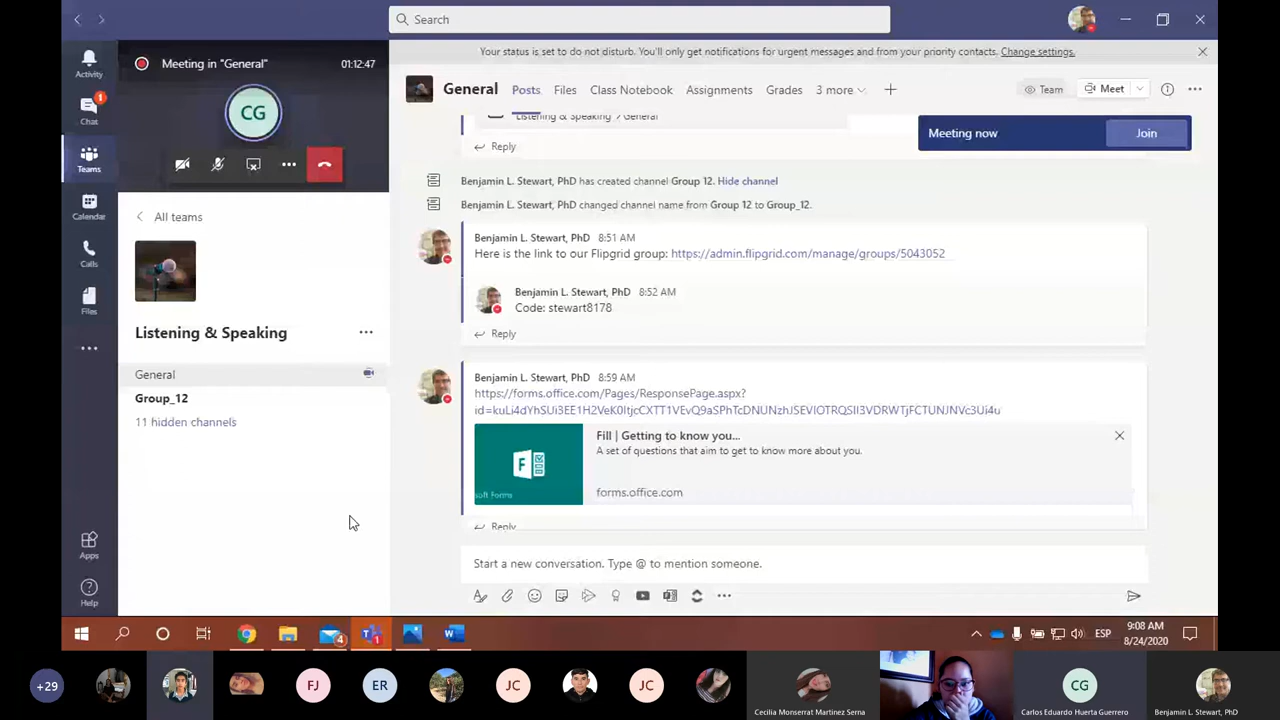 Search
Activity
Chat
1
Teams
Calendar
Calls
Files
Apps
Help
Meeting in "General"
01:12:47
CG
All teams
Listening & Speaking
General
Group_12
11 hidden channels
Your status is set to do not disturb. You'll only get notifications for urgent messages and from your priority contacts. Change settings.
General
Posts
Files
Class Notebook
Assignments
Grades
3 more
Team
Meet
Listening & Speaking > General
Meeting now
Join
Reply
Benjamin L. Stewart, PhD has created channel Group 12. Hide channel
Benjamin L. Stewart, PhD changed channel name from Group 12 to Group_12.
Benjamin L. Stewart, PhD 8:51 AM
Here is the link to our Flipgrid group: https://admin.flipgrid.com/manage/groups/5043052
Benjamin L. Stewart, PhD 8:52 AM
Code: stewart8178
Reply
Benjamin L. Stewart, PhD 8:59 AM
https://forms.office.com/Pages/ResponsePage.aspx?
Fill | Getting to know you...
A set of questions that aim to get to know more about you.
soft Forms
forms.office.com
Reply
Start a new conversation. Type @ to mention someone.
4
1
ESP
9:08 AM
8/24/2020
+29
FJ
ER
JC
JC
Cecilia Monserrat Martinez Serna
CG
Carlos Eduardo Huerta Guerrero
Benjamin L. Stewart, PhD